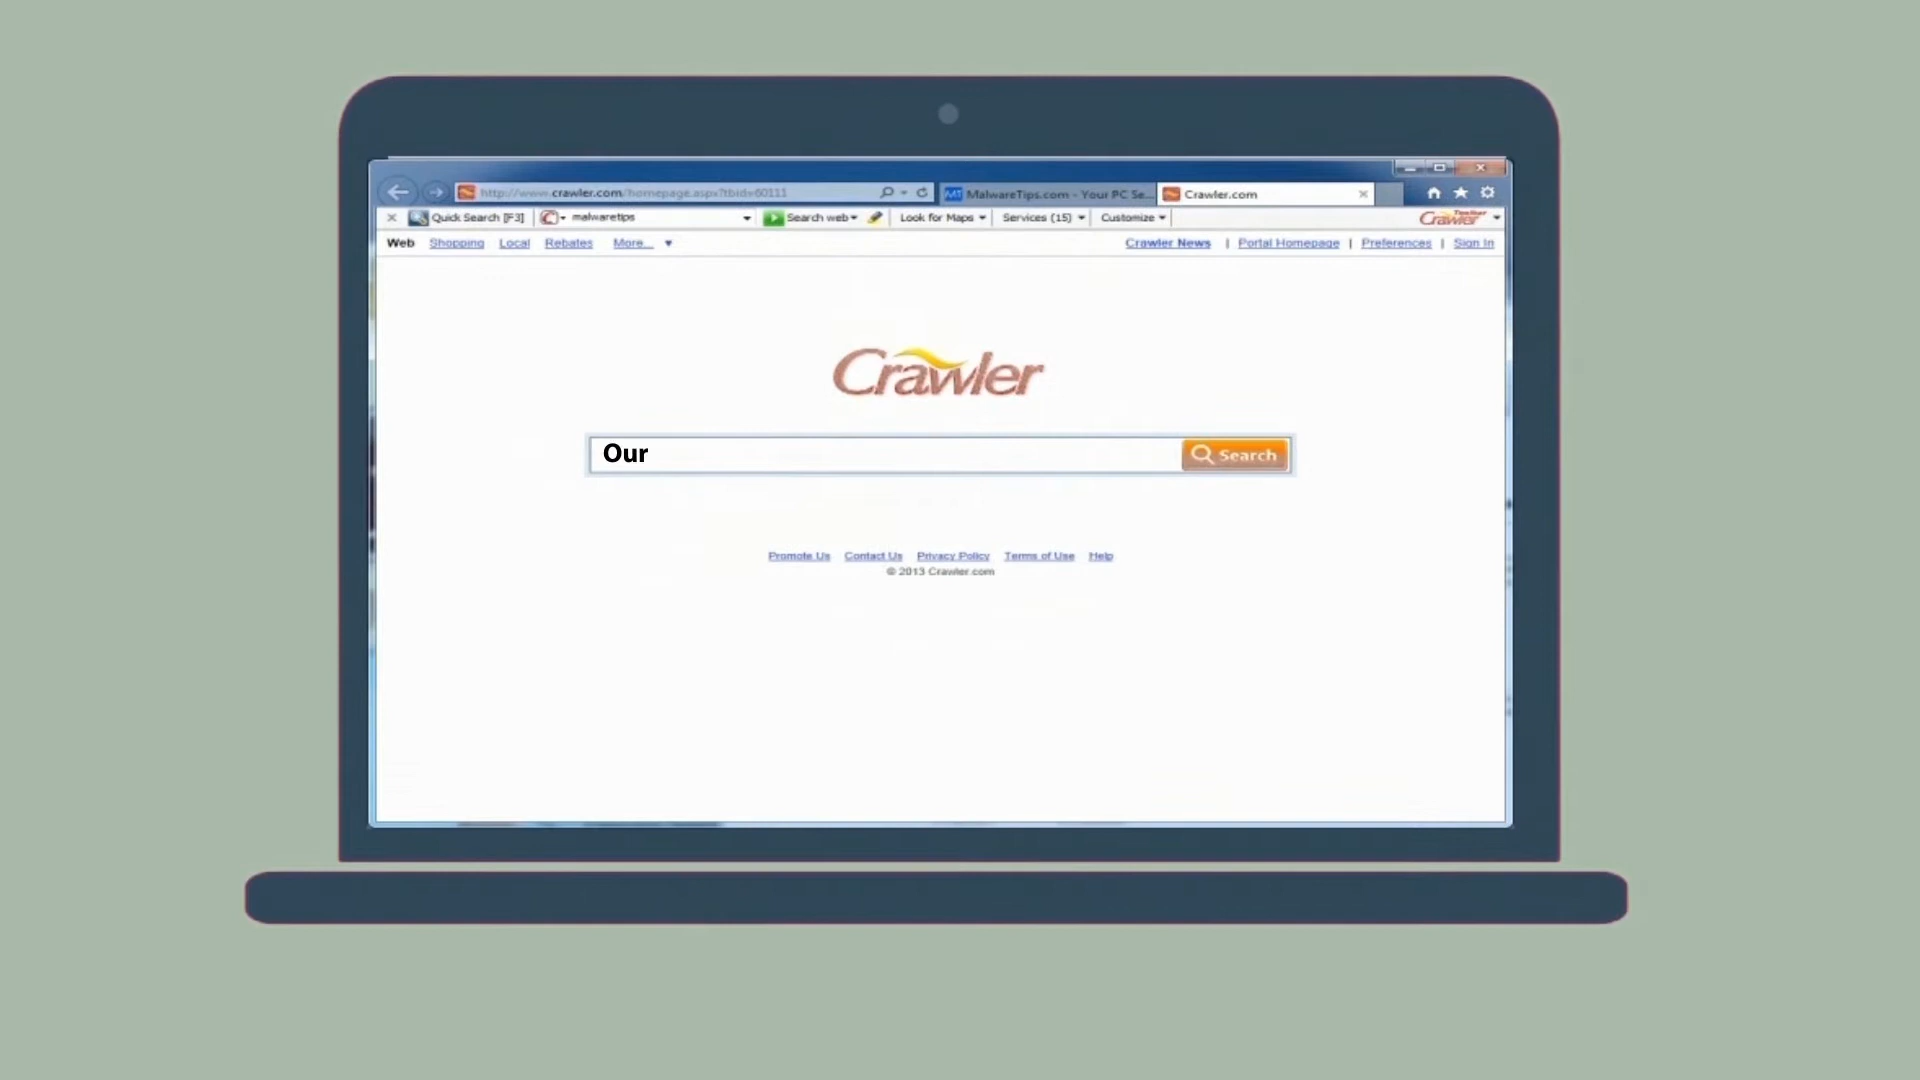 http://www.crawler.com/homepage.aspx?tbid=60111
MalwareTips.com - Your PC Se...
Crawler.com
Quick Search [F3]
malwaretips
Search web
Look for Maps
Services (15)
Customize
Crawler
Web Shopping Local Rebates More...
Crawler News | Portal Homepage | Preferences | Sign In
Crawler
Our
Search
Promote Us Contact Us Privacy Policy Terms of Use Help
© 2013 Crawler.com